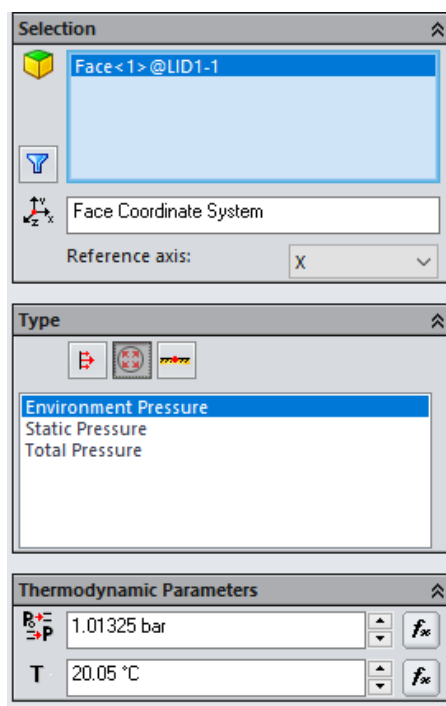 Selection
Face<1>@LID1-1
Face Coordinate System
Reference axis: X
Type
Environment Pressure
Static Pressure
Total Pressure
Thermodynamic Parameters
1.01325 bar
T 20.05 °C